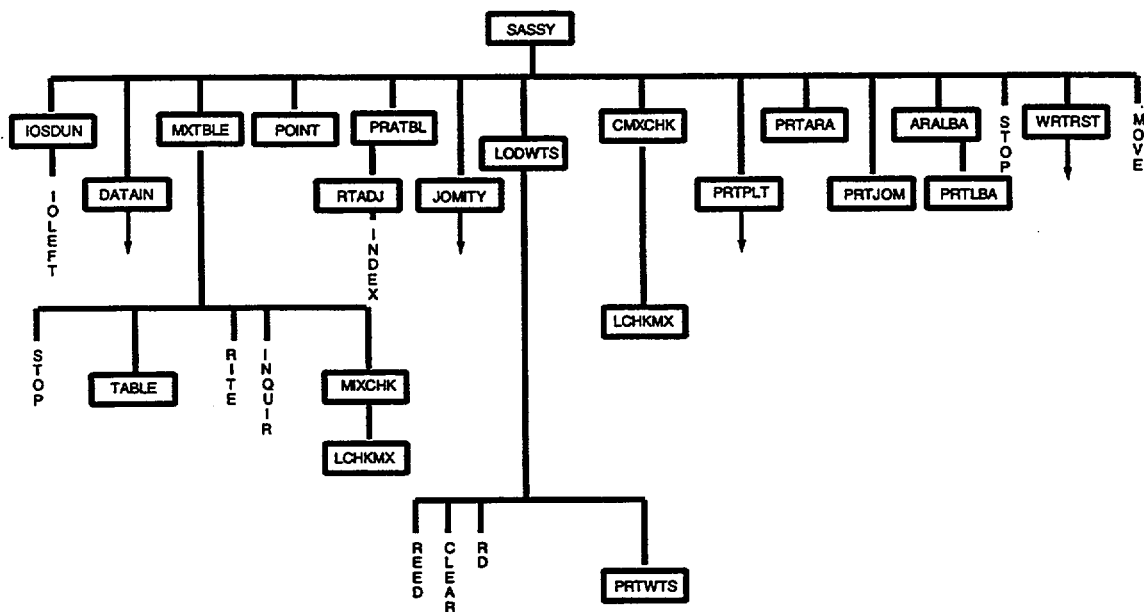 SASSY
IOSDUN
MXTBLE
POINT
PRATBL
CMXCHK
PRTARA
ARALBA
STOP
WRTRST
MOVE
LODWTS
DATAIN
IOLEFT
RTADJ
JOMITY
PRTPLT
PRTJOM
PRTLBA
INDEX
LCHKMX
STOP
TABLE
RITE
INQUIR
MIXCHK
LCHKMX
REED
CLEAR
RD
PRTWTS